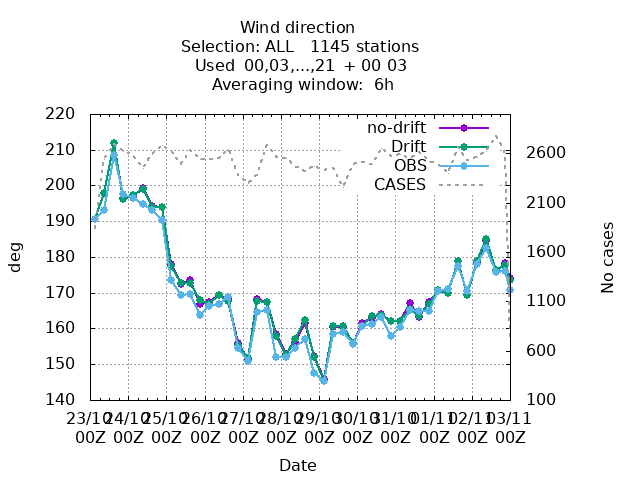 Wind direction
Selection: ALL   1145 stations
Used  00,03,...,21  + 00 03
Averaging window:  6h
220
210
200
190
180
170
160
150
140
deg
no-drift
Drift
OBS
CASES
2600
2100
1600
1100
600
100
No cases
23/10 24/10 25/10 26/10 27/10 28/10 29/10 30/10 31/10 01/11 02/11 03/11
00Z 00Z 00Z 00Z 00Z 00Z 00Z 00Z 00Z 00Z 00Z 00Z
Date